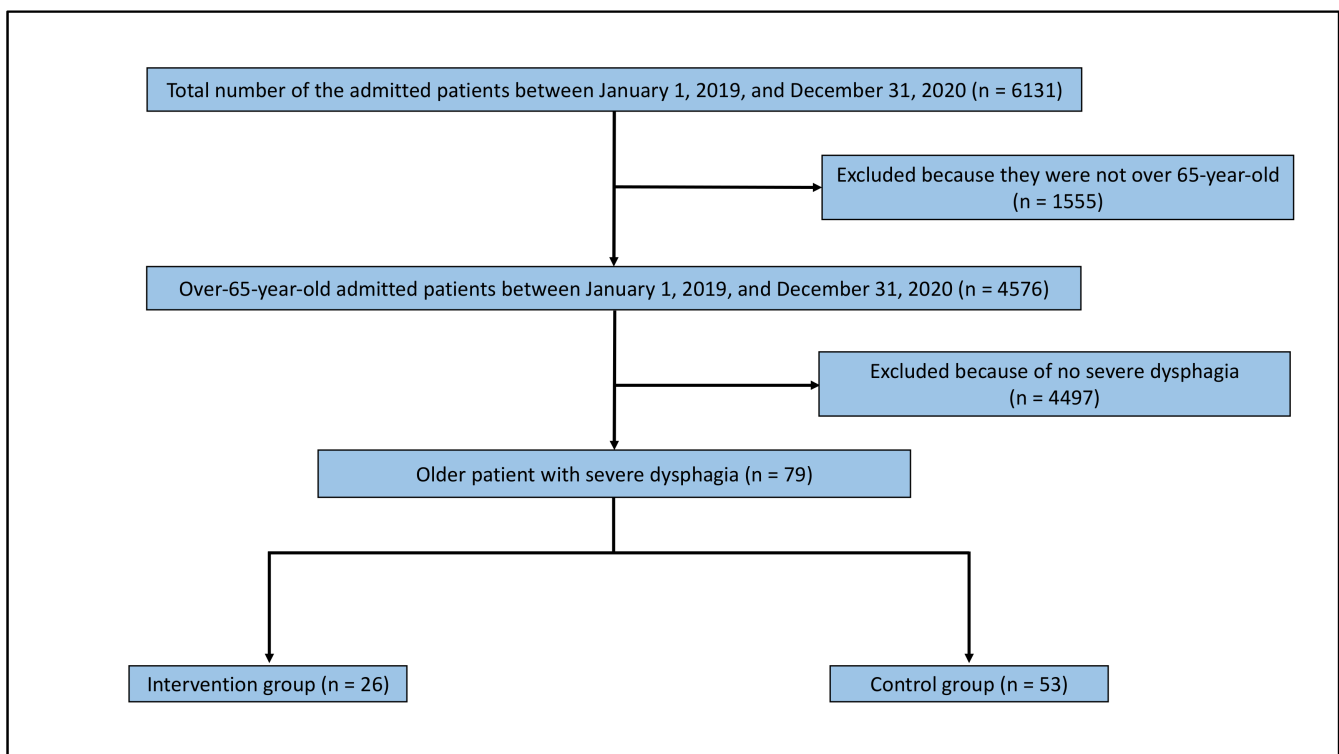 Total number of the admitted patients between January 1, 2019, and December 31, 2020 (n = 6131)
Excluded because they were not over 65-year-old
(n = 1555)
Over-65-year-old admitted patients between January 1, 2019, and December 31, 2020 (n = 4576)
Excluded because of no severe dysphagia
(n = 4497)
Older patient with severe dysphagia (n = 79)
Intervention group (n = 26)
Control group (n = 53)